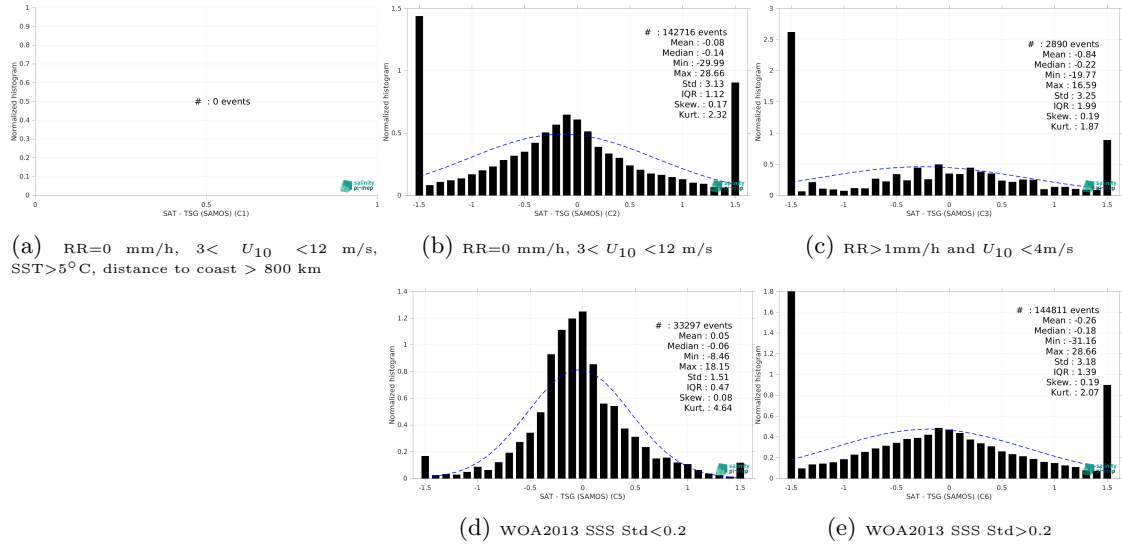 1
0.9
0.8
0.7
0.6
0.5
0.4
0.3
0.2
0.1
0
Normalized histogram
# : 0 events
salinity
pi-mep
0
0.5
1
SAT - TSG (SAMOS) (C1)
(a) RR=0 mm/h, 3< U10 <12 m/s,
SST>5°C, distance to coast > 800 km
1.5
1
0.5
0
Normalized histogram
# : 142716 events
Mean : -0.08
Median : -0.14
Min : -29.99
Max : 28.66
Std : 3.13
IQR : 1.12
Skew. : 0.17
Kurt. : 2.32
salinity
pi-mep
-1.5
-1
-0.5
0
0.5
1
1.5
SAT - TSG (SAMOS) (C2)
(b) RR=0 mm/h, 3< U10 <12 m/s
3
2.5
2
1.5
1
0.5
0
Normalized histogram
# : 2890 events
Mean : -0.84
Median : -0.22
Min : -19.77
Max : 16.59
Std : 3.25
IQR : 1.99
Skew. : 0.19
Kurt. : 1.87
salinity
pi-mep
-1.5
-1
-0.5
0
0.5
1
1.5
SAT - TSG (SAMOS) (C3)
(c) RR>1mm/h and U10 <4m/s
1.4
1.2
1
0.8
0.6
0.4
0.2
0
Normalized histogram
# : 33297 events
Mean : 0.05
Median : -0.06
Min : -8.46
Max : 18.15
Std : 1.51
IQR : 0.47
Skew. : 0.08
Kurt. : 4.64
salinity
pi-mep
-1.5
-1
-0.5
0
0.5
1
1.5
SAT - TSG (SAMOS) (C5)
(d) WOA2013 SSS Std<0.2
1.8
1.6
1.4
1.2
1
0.8
0.6
0.4
0.2
0
Normalized histogram
# : 144811 events
Mean : -0.26
Median : -0.18
Min : -31.16
Max : 28.66
Std : 3.18
IQR : 1.39
Skew. : 0.19
Kurt. : 2.07
salinity
pi-mep
-1.5
-1
-0.5
0
0.5
1
1.5
SAT - TSG (SAMOS) (C6)
(e) WOA2013 SSS Std>0.2